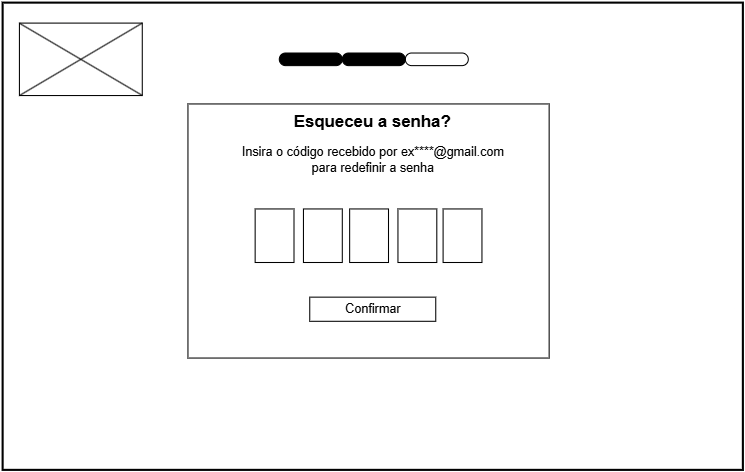 Esqueceu a senha?
Insira o código recebido por ex****@gmail.com
para redefinir a senha
Confirmar